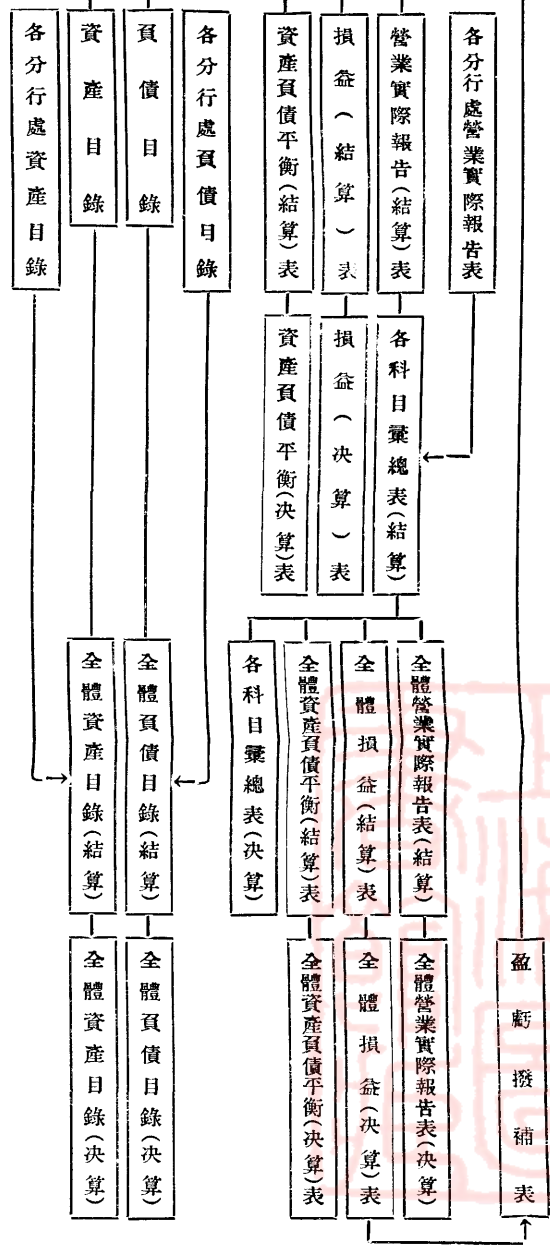 各分行處營業實際報告表
營業實際報告(結算)表
損益(結算)表
資產負債平衡(結算)表
各分行處負債目錄
負債目錄
資產目錄
各分行處資產目錄
各科目彙總表(結算)
損益(決算)表
資產負債平衡(決算)表
全體營業實際報告表(結算)
全體損益(結算)表
全體資產負債平衡(結算)表
各科目彙總表(決算)
全體負債目錄(結算)
全體資產目錄(結算)
盈虧撥補表
全體營業實際報告表(決算)
全體損益(決算)表
全體資產負債平衡(決算)表
全體負債目錄(決算)
全體資產目錄(決算)